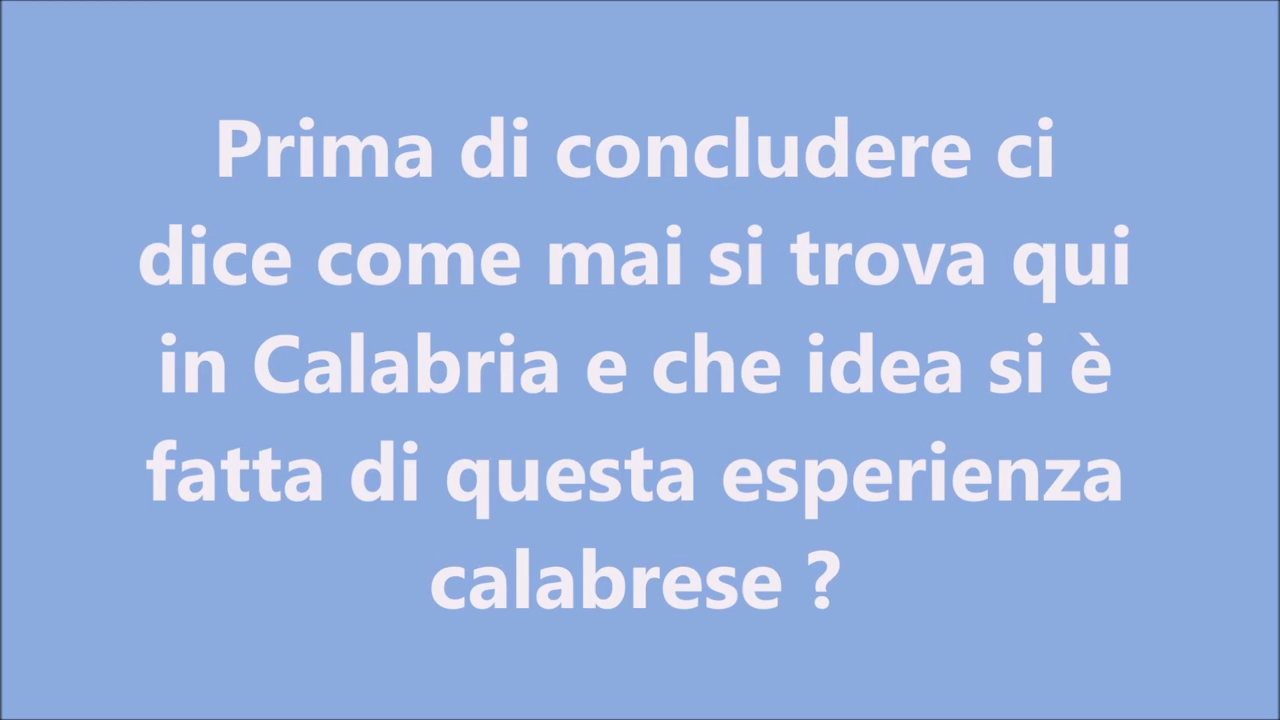 Prima di concludere ci
dice come mai si trova qui
in Calabria e che idea si è
fatta di questa esperienza
calabrese ?